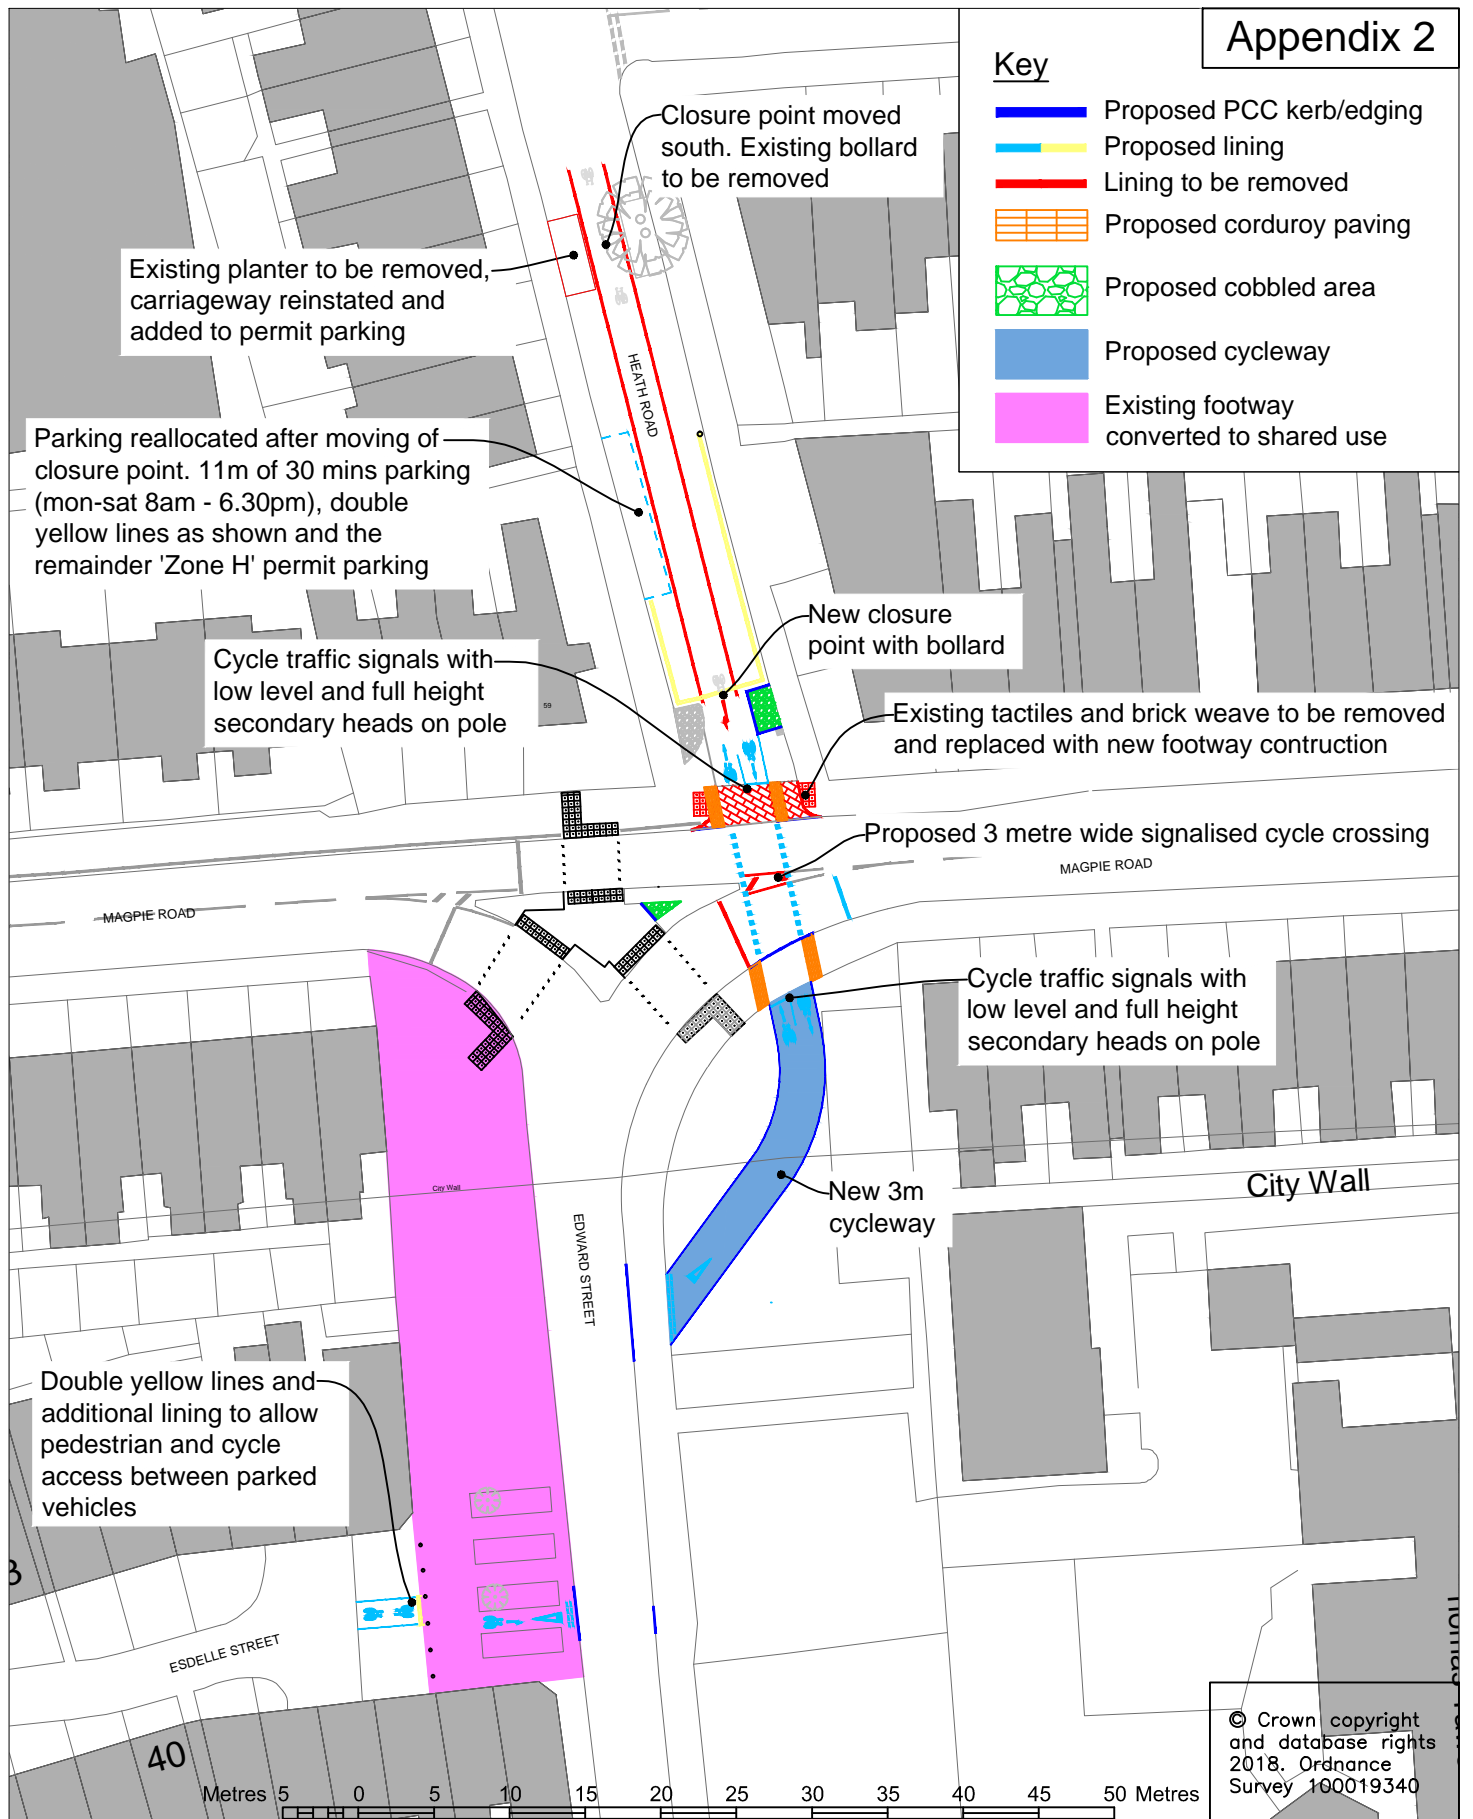 Appendix 2
Key
Proposed PCC kerb/edging
Proposed lining
Lining to be removed
Proposed corduroy paving
Proposed cobbled area
Proposed cycleway
Existing footway
converted to shared use
Closure point moved
south. Existing bollard
to be removed
Existing planter to be removed,
carriageway reinstated and
added to permit parking
HEATH ROAD
Parking reallocated after moving of
closure point. 11m of 30 mins parking
(mon-sat 8am - 6.30pm), double
yellow lines as shown and the
remainder 'Zone H' permit parking
New closure
point with bollard
Cycle traffic signals with
low level and full height
secondary heads on pole
59
Existing tactiles and brick weave to be removed
and replaced with new footway contruction
Proposed 3 metre wide signalised cycle crossing
MAGPIE ROAD
MAGPIE ROAD
Cycle traffic signals with
low level and full height
secondary heads on pole
City Wall
City Wall
New 3m
cycleway
EDWARD STREET
Double yellow lines and
additional lining to allow
pedestrian and cycle
access between parked
vehicles
ESDELLE STREET
40
© Crown copyright
and database rights
2018. Ordnance
Survey 100019340
Metres 5 0 5 10 15 20 25 30 35 40 45 50 Metres